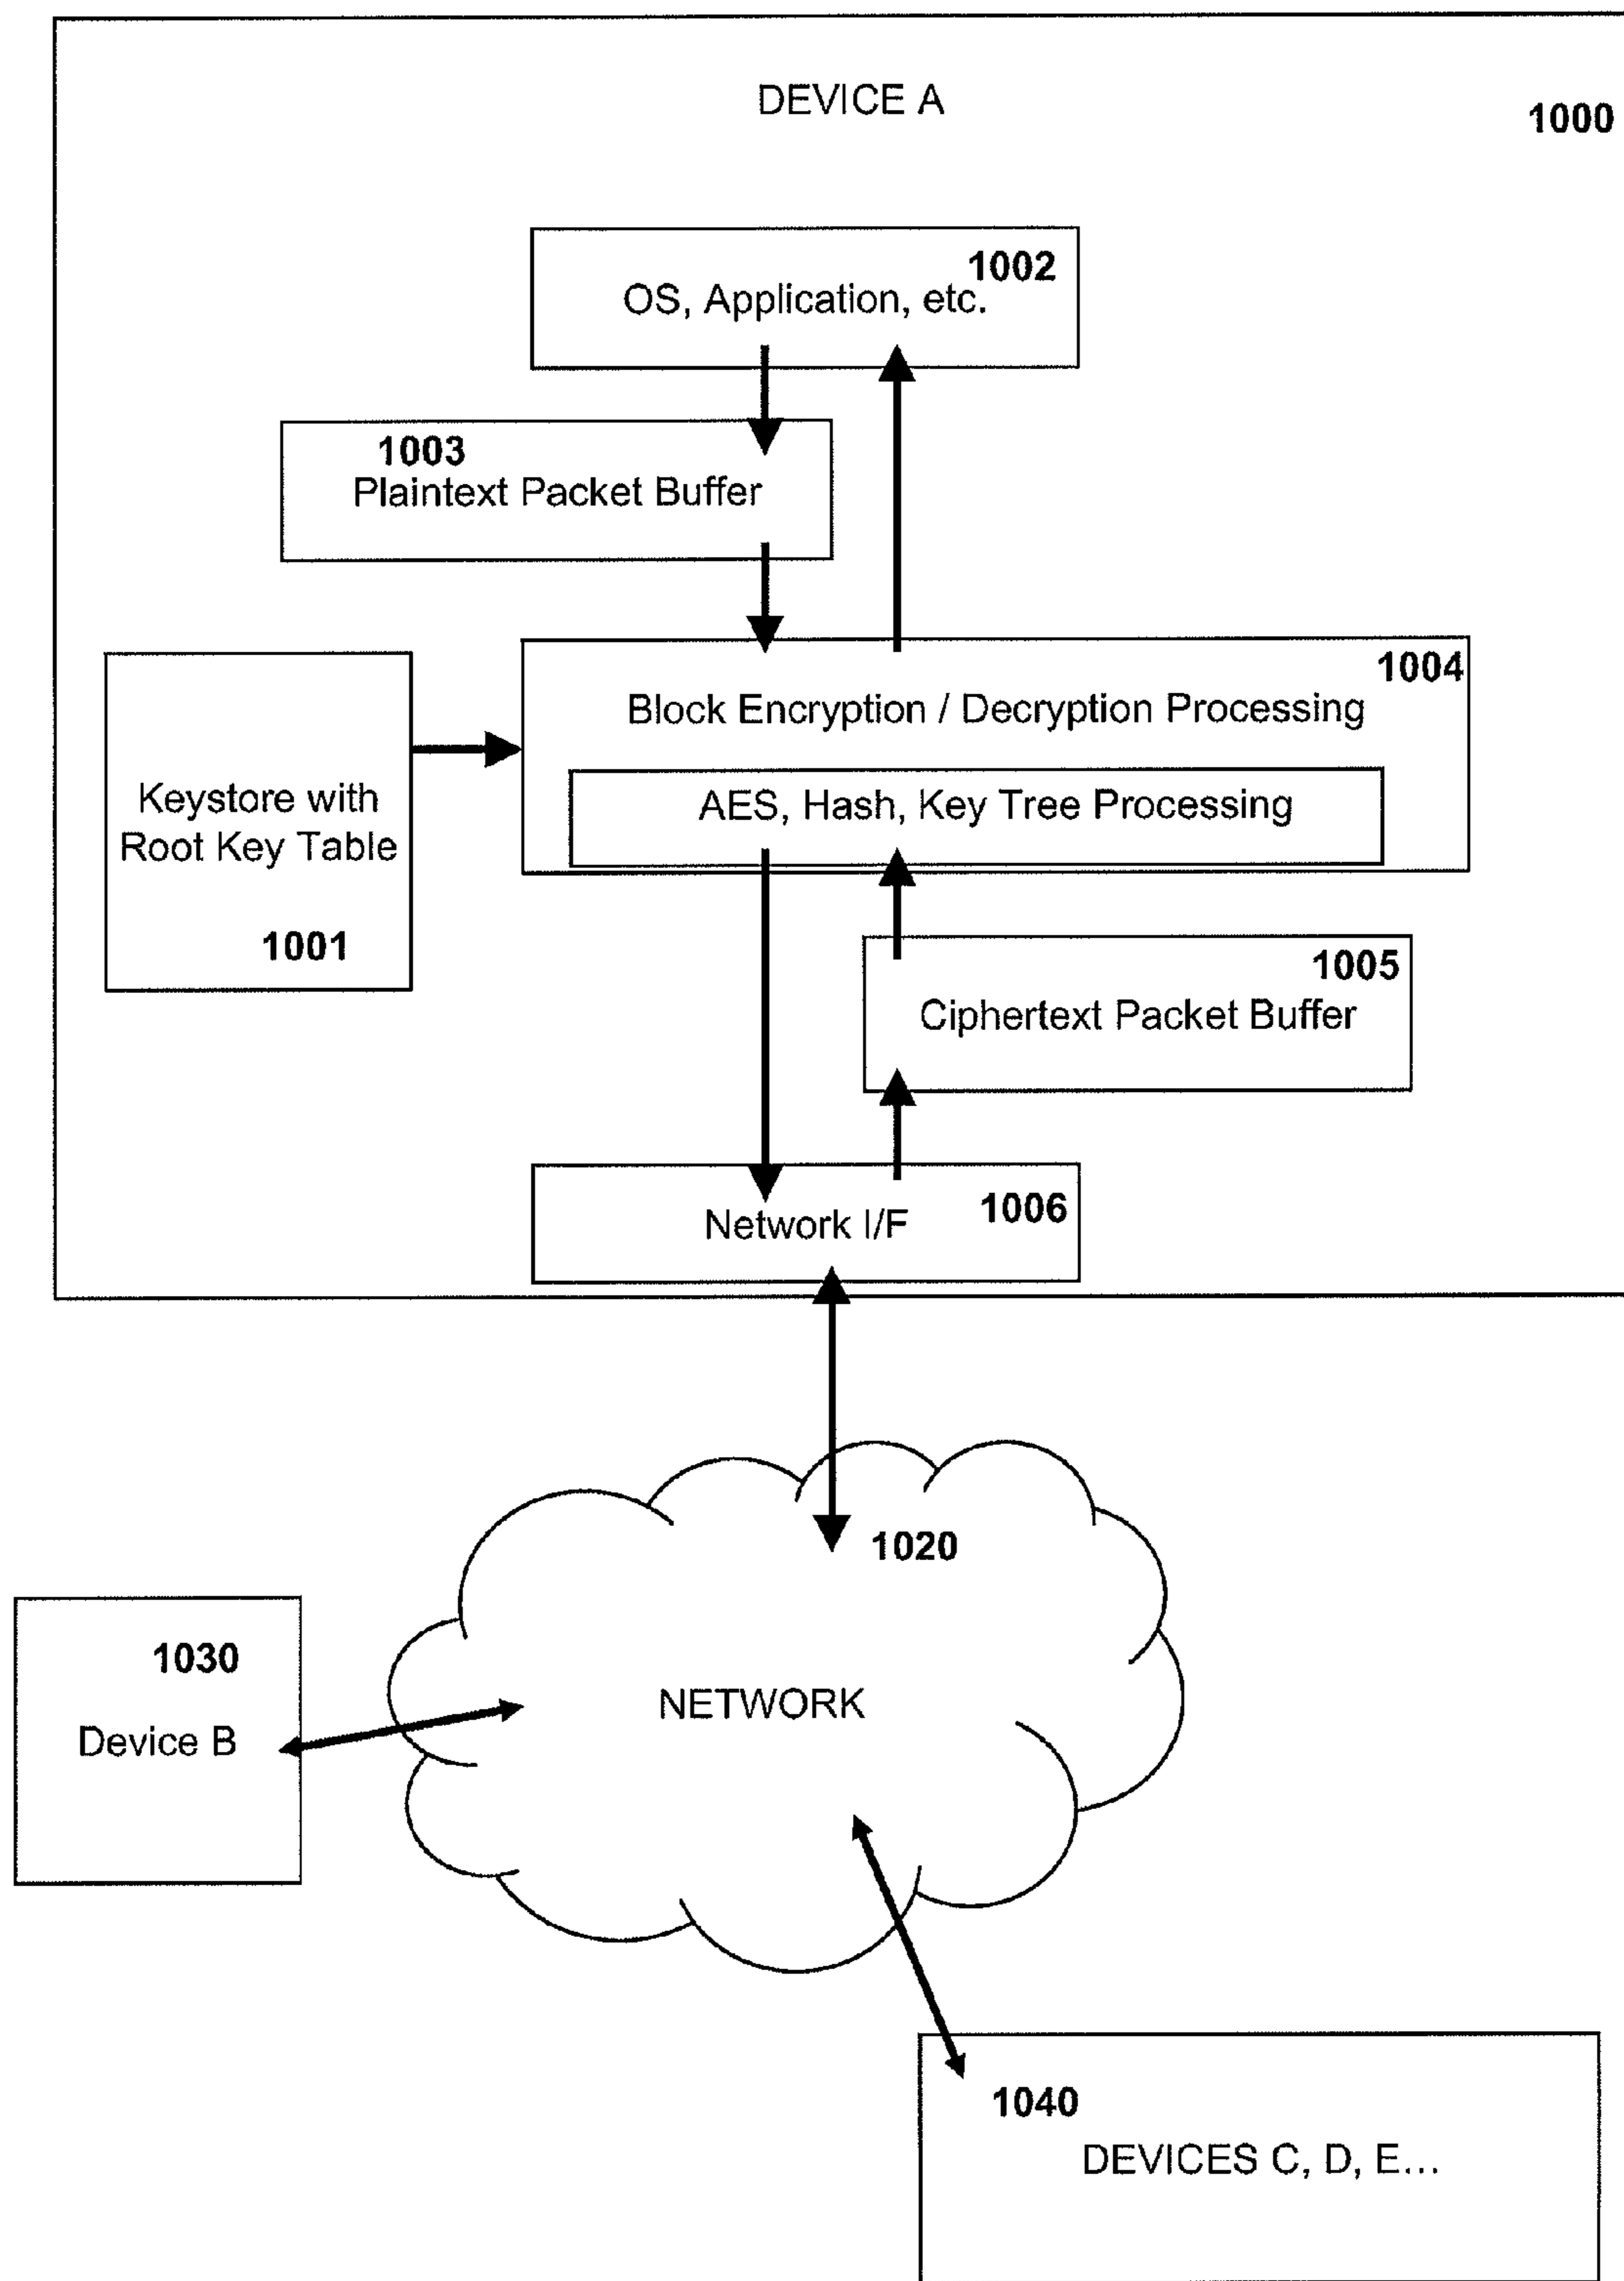 DEVICE A
1000
1002
OS, Application, etc.
1003
Plaintext Packet Buffer
1004
Block Encryption / Decryption Processing
AES, Hash, Key Tree Processing
Keystore with
Root Key Table
1001
1005
Ciphertext Packet Buffer
1006
Network I/F
1020
NETWORK
1030
Device B
1040
DEVICES C, D, E...